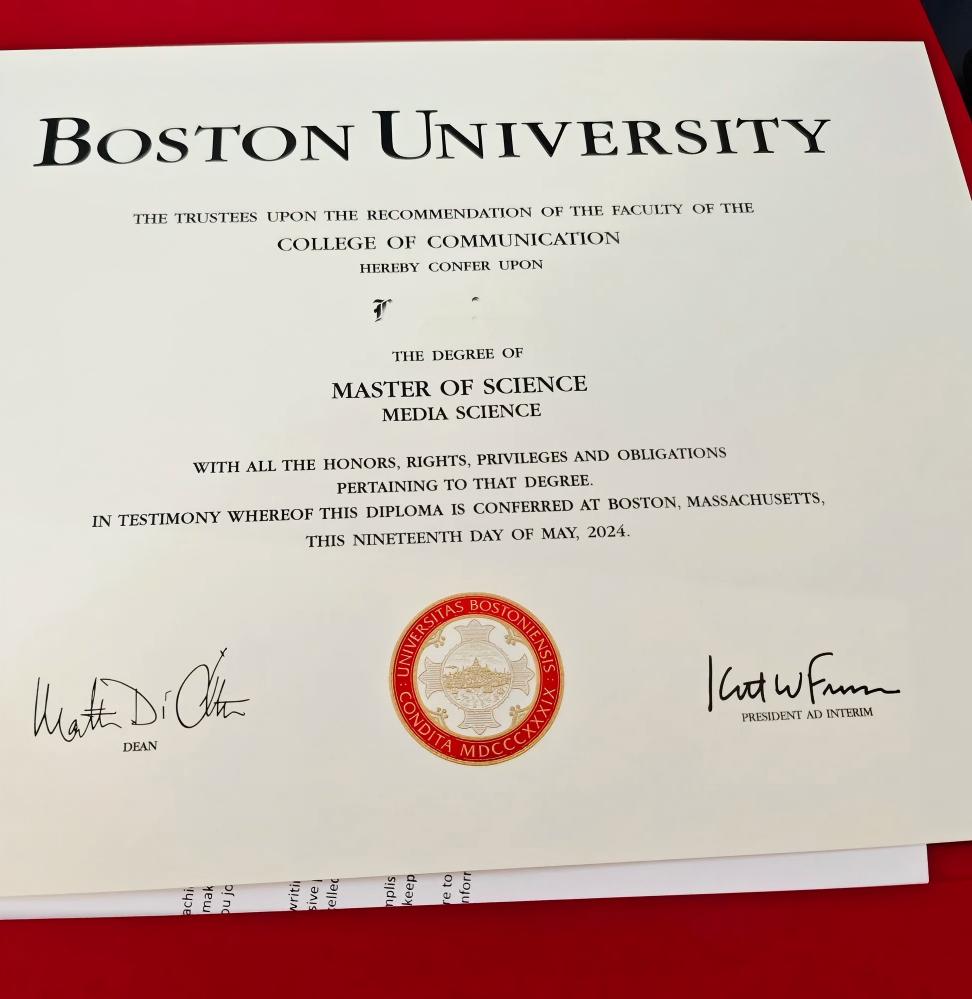 BOSTON UNIVERSITY
THE TRUSTEES UPON THE RECOMMENDATION OF THE FACULTY OF THE
COLLEGE OF COMMUNICATION
HEREBY CONFER UPON
THE DEGREE OF
MASTER OF SCIENCE
MEDIA SCIENCE
WITH ALL THE HONORS, RIGHTS, PRIVILEGES AND OBLIGATIONS
PERTAINING TO THAT DEGREE.
IN TESTIMONY WHEREOF THIS DIPLOMA IS CONFERRED AT BOSTON, MASSACHUSETTS,
THIS NINETEENTH DAY OF MAY, 2024.
UNIVERSITAS BOSTONIENSIS
CONDITA MDCCCXXXIX
DEAN
PRESIDENT AD INTERIM